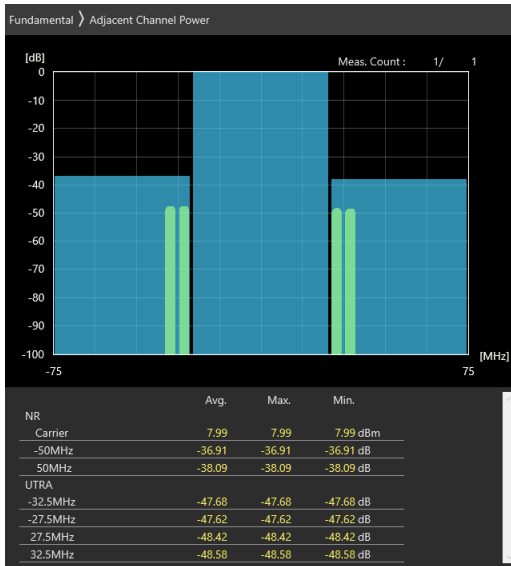 Fundamental 〉 Adjacent Channel Power
[dB]
Meas. Count : 1/ 1
0
-10
-20
-30
-40
-50
-60
-70
-80
-90
-100
[MHz]
-75 75
Avg. Max. Min.
NR
Carrier 7.99 7.99 7.99 dBm
-50MHz -36.91 -36.91 -36.91 dB
50MHz -38.09 -38.09 -38.09 dB
UTRA
-32.5MHz -47.68 -47.68 -47.68 dB
-27.5MHz -47.62 -47.62 -47.62 dB
27.5MHz -48.42 -48.42 -48.42 dB
32.5MHz -48.58 -48.58 -48.58 dB